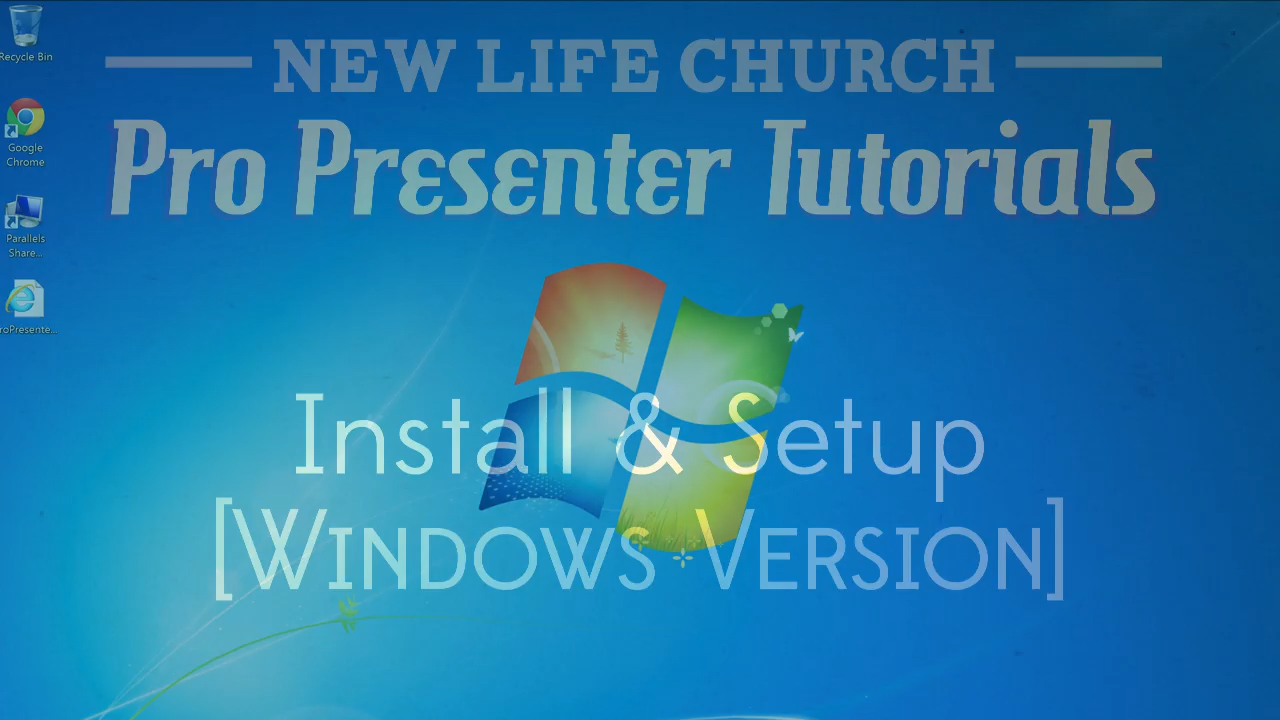 Recycle Bin
NEW LIFE CHURCH
Pro Presenter Tutorials
Google
Chrome
Parallels
Share...
roPresente...
Install & Setup
[WINDOWS VERSION]